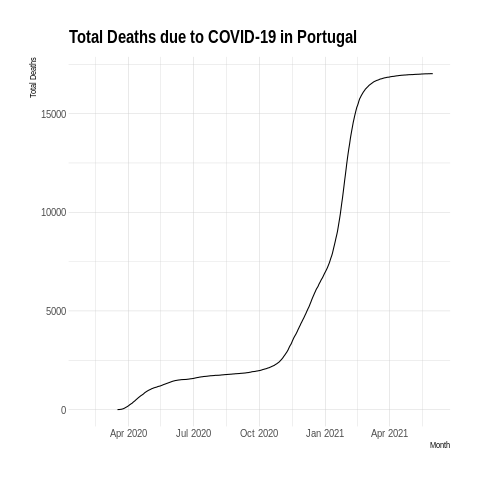 Total Deaths due to COVID-19 in Portugal
Total Deaths
15000
10000
5000
0
Apr 2020 Jul 2020 Oct 2020 Jan 2021 Apr 2021
Month